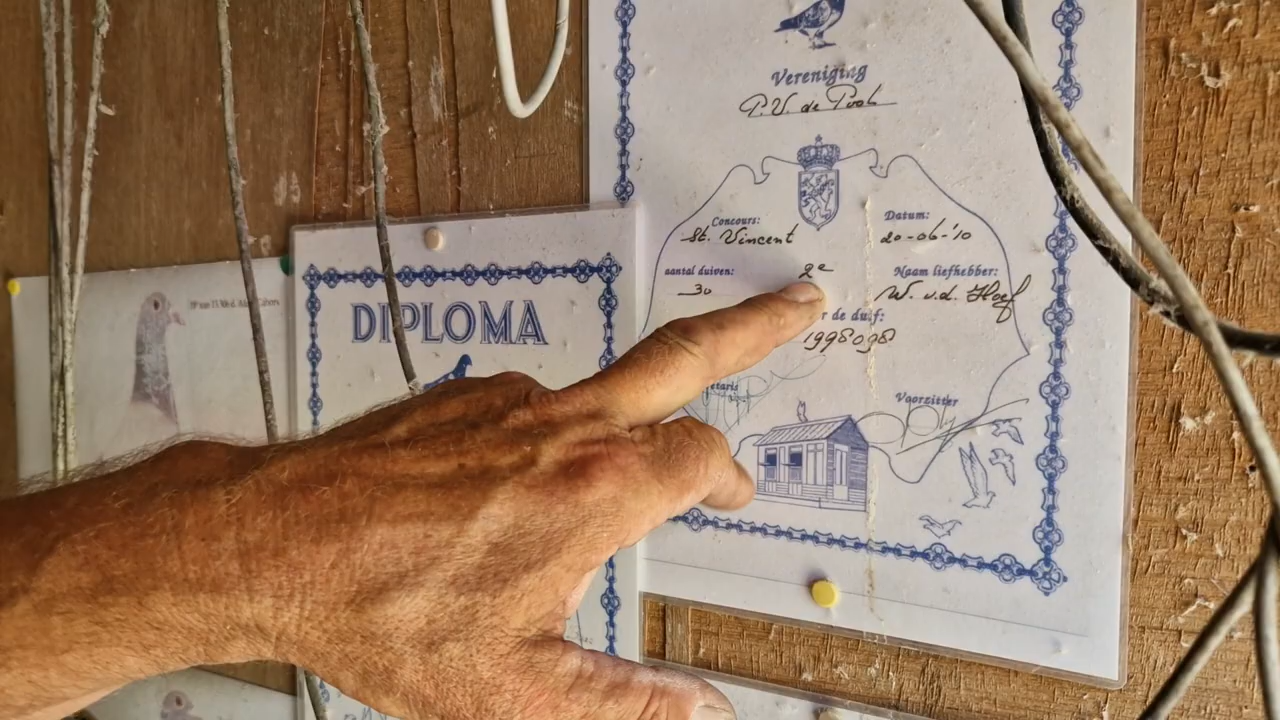 Vereniging
P.V. de Pool
Concours:
St. Vincent
Datum:
20-06-'10
aantal duiven:
30
2e
Naam liefhebber:
W. v.d. Hoef
r de duif:
1998098
etaris
Voorzitter
DIPLOMA